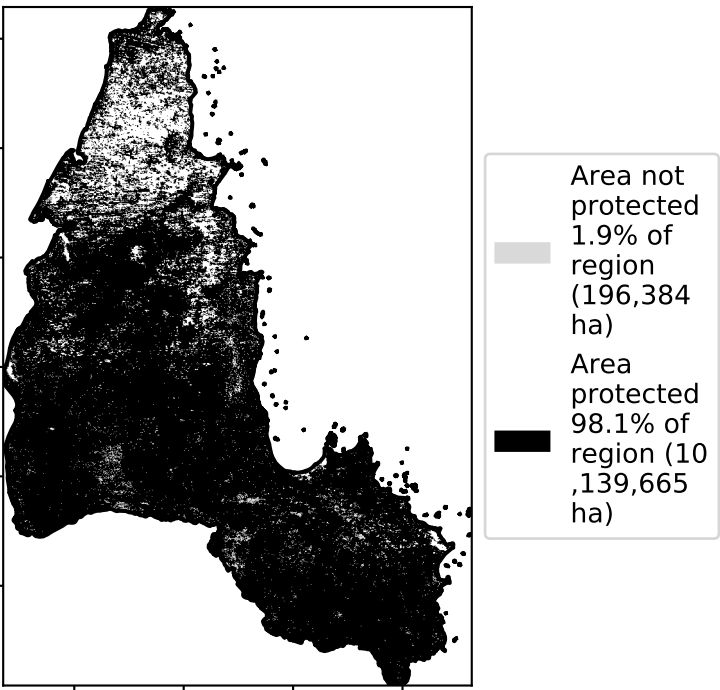 Area not
protected
1.9% of
region
(196,384
ha)
Area
protected
98.1% of
region (10
,139,665
ha)